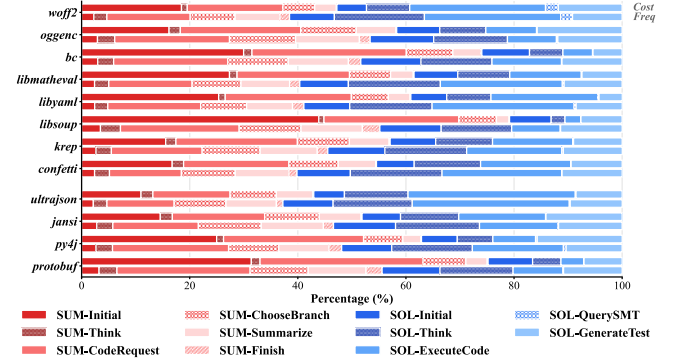 woff2 Cost
Freq
oggenc
bc
libmatheval
libyaml
libsoup
krep
confetti
ultrajson
jansi
py4j
protobuf
0 20 40 60 80 100
Percentage (%)
SUM-Initial SUM-ChooseBranch SOL-Initial SOL-QuerySMT
SUM-Think SUM-Summarize SOL-Think SOL-GenerateTest
SUM-CodeRequest SUM-Finish SOL-ExecuteCode